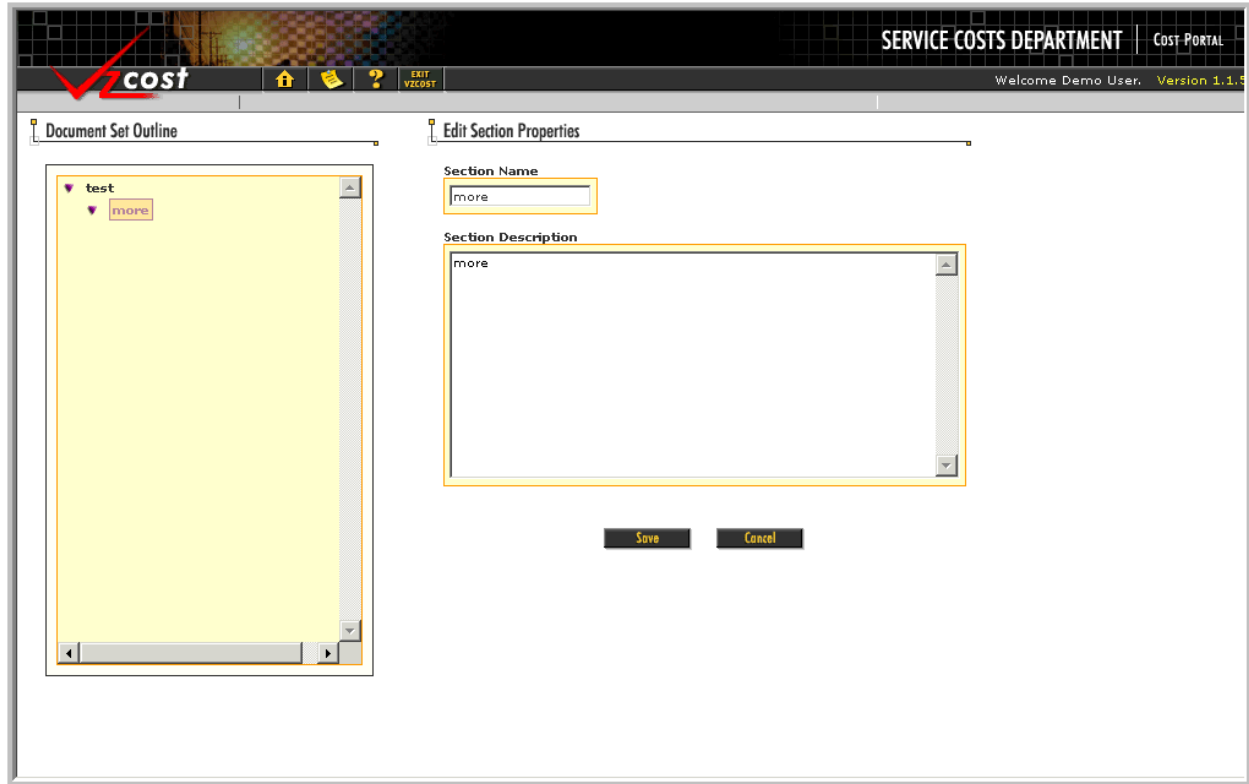 SERVICE COSTS DEPARTMENT COST PORTAL
Vzcost ? EXIT VZCOST Welcome Demo User. Version 1.1.5
Document Set Outline
Edit Section Properties
test
more
Section Name
more
Section Description
more
Save Cancel